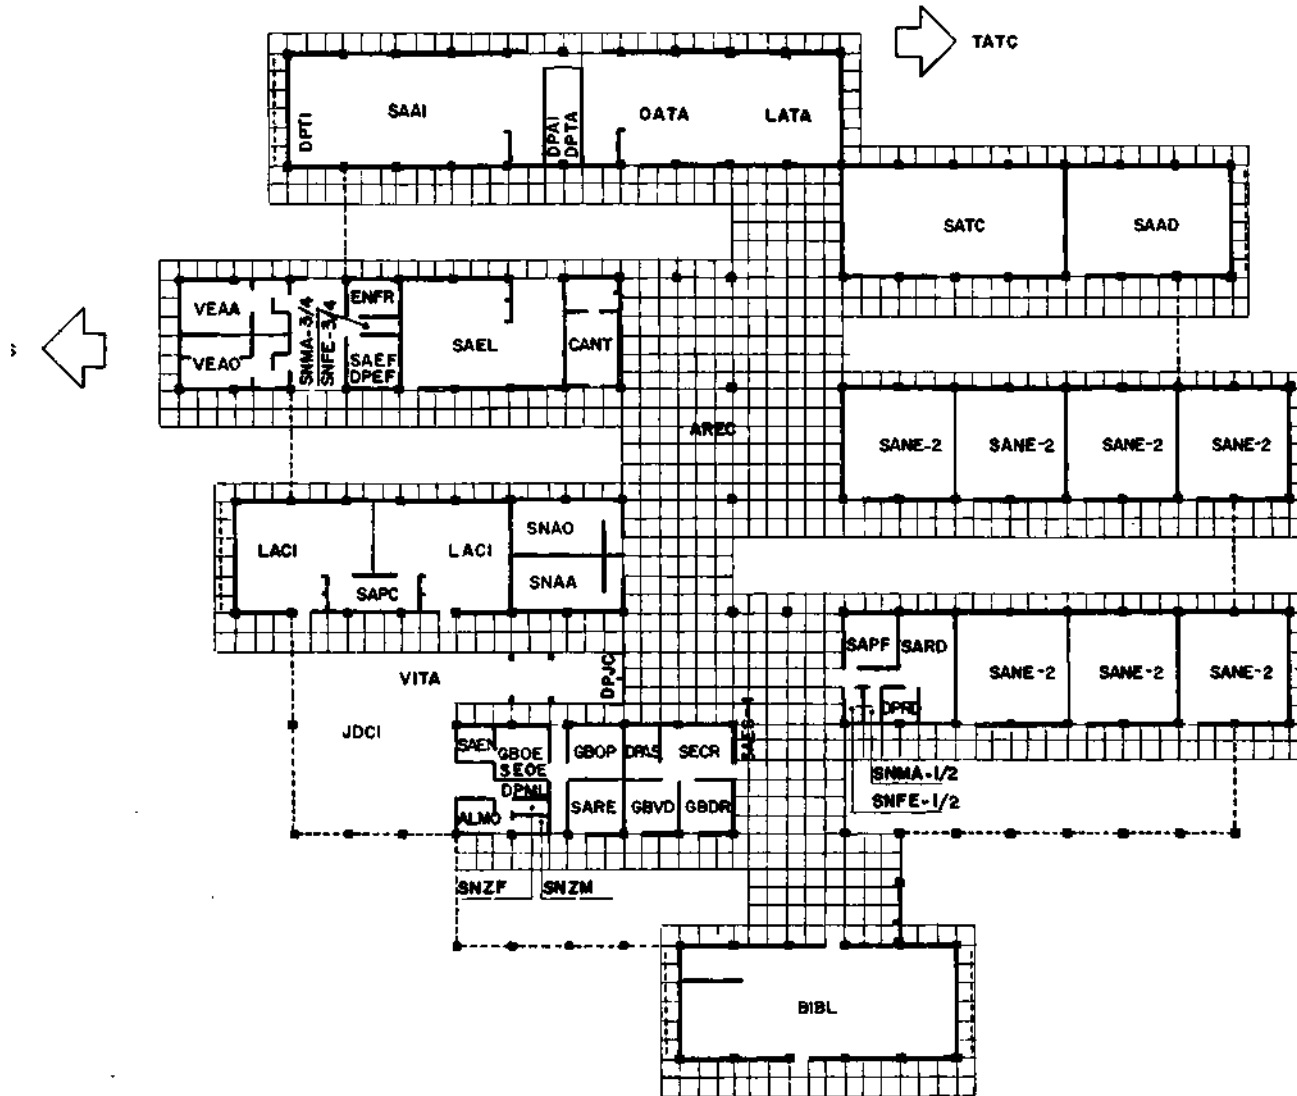 TATC
SAAI
DPTI
DPAI
DPTA
OATA
LATA
SATC
SAAD
VEAA
VEAO
SNMA-3/4
SNFE-3/4
ENFR
SAEF
DPEF
SAEL
CANT
AREC
SANE-2
SANE-2
SANE-2
SANE-2
LACI
LACI
SAPC
SNAO
SNAA
SAPF
SARD
SANE-2
SANE-2
SANE-2
DPRD
VITA
DPJC
JDCI
SAEN
GBOE
SEOE
DPMI
ALMO
GBOP
DPAS
SECR
SARE
GBVD
GBDR
SNMA-1/2
SNFE-1/2
SNZF
SNZM
BIBL